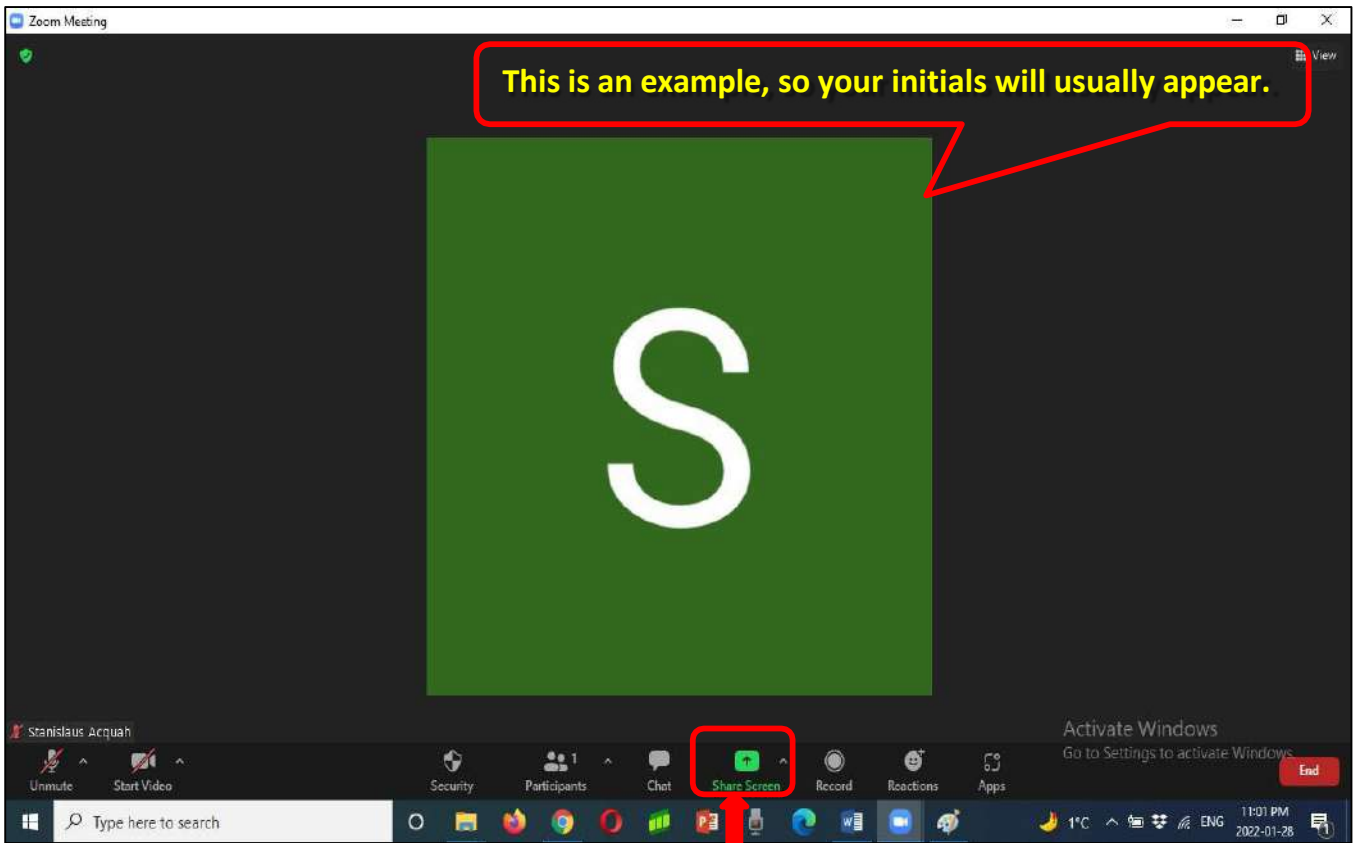 Zoom Meeting
View
This is an example, so your initials will usually appear.
S
Stanislaus Acquah
Activate Windows
Go to Settings to activate Windows.
Unmute Start Video Security Participants 1 Chat Share Screen Record Reactions Apps End
Type here to search
1°C ENG 11:01 PM
2022-01-28